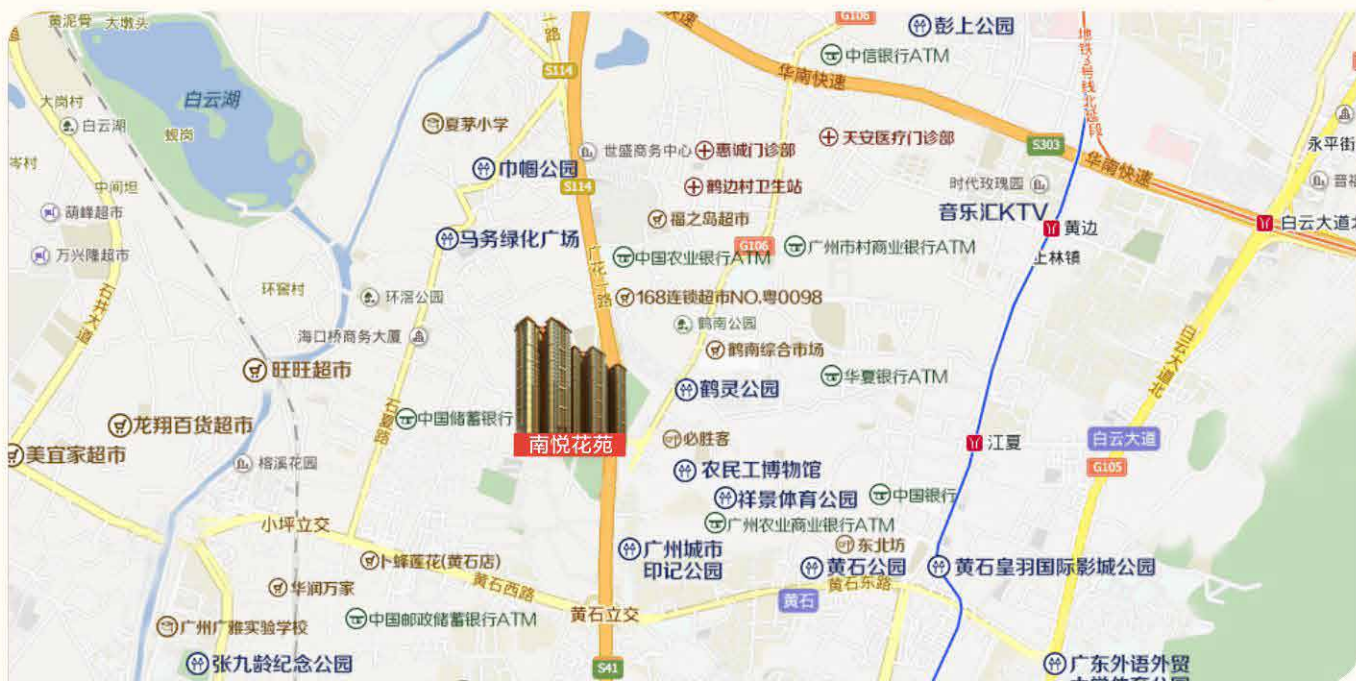 黄泥骨
大墩头
G106
彭上公园
中信银行ATM
华南快速
地铁3号线北延段
S114
白云湖
大岗村
白云湖
蚬岗
夏茅小学
世盛商务中心
惠诚门诊部
天安医疗门诊部
S303
永平街
华南快速
巾帼公园
S114
鹤边村卫生站
时代玫瑰园
中间坦
葫峰超市
福之岛超市
音乐汇KTV
黄边
马务绿化广场
G106
广州市村商业银行ATM
中国农业银行ATM
上林镇
万兴隆超市
石井大道
环窖村
环滘公园
168连锁超市NO.粤0098
鹤南公园
海口桥商务大厦
鹤南综合市场
白云大道北
旺旺超市
华夏银行ATM
鹤灵公园
石夏路
中国储蓄银行
龙翔百货超市
必胜客
江夏
白云大道
南悦花苑
美宜家超市
榕溪花园
农民工博物馆
G105
祥景体育公园
中国银行
小坪立交
广州农业商业银行ATM
广州城市
印记公园
东北坊
卜蜂莲花(黄石店)
黄石公园
黄石皇羽国际影城公园
华润万家
黄石西路
黄石东路
黄石
黄石立交
中国邮政储蓄银行ATM
广州广雅实验学校
张九龄纪念公园
S41
广东外语外贸